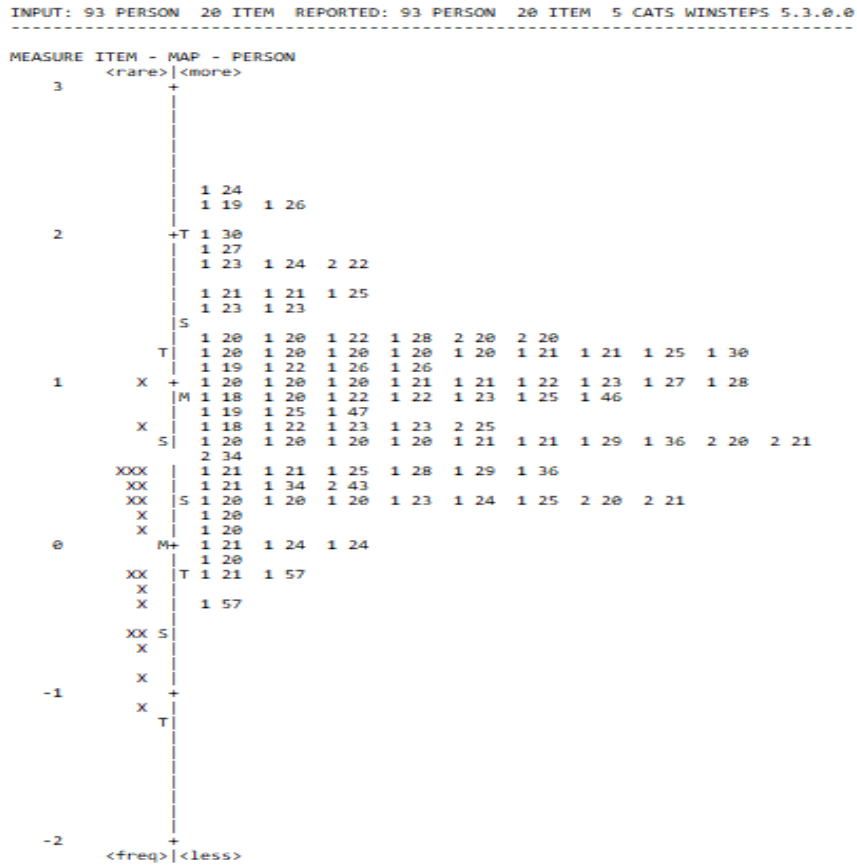 INPUT: 93 PERSON 20 ITEM REPORTED: 93 PERSON 20 ITEM 5 CATS WINSTEPS 5.3.0.0
--------------------------------------------------------------------------------
MEASURE ITEM - MAP - PERSON
<rare>|<more>
3 +
|
|
|
|
|
|
| 1 24
| 1 19 1 26
|
2 +T 1 30
| 1 27
| 1 23 1 24 2 22
|
| 1 21 1 21 1 25
| 1 23 1 23
|S
| 1 20 1 20 1 22 1 28 2 20 2 20
T| 1 20 1 20 1 20 1 20 1 20 1 21 1 21 1 25 1 30
| 1 19 1 22 1 26 1 26
1 X + 1 20 1 20 1 20 1 21 1 21 1 22 1 23 1 27 1 28
|M 1 18 1 20 1 22 1 22 1 23 1 25 1 46
| 1 19 1 25 1 47
X | 1 18 1 22 1 23 1 23 2 25
S| 1 20 1 20 1 20 1 20 1 21 1 21 1 29 1 36 2 20 2 21
2 34
XXX | 1 21 1 21 1 25 1 28 1 29 1 36
XX | 1 21 1 34 2 43
XX |S 1 20 1 20 1 20 1 23 1 24 1 25 2 20 2 21
X | 1 20
X | 1 20
0 M+ 1 21 1 24 1 24
| 1 20
XX |T 1 21 1 57
X |
X | 1 57
|
XX S|
X |
|
X |
-1 +
X |
T|
|
|
|
|
|
|
|
-2 +
<freq>|<less>